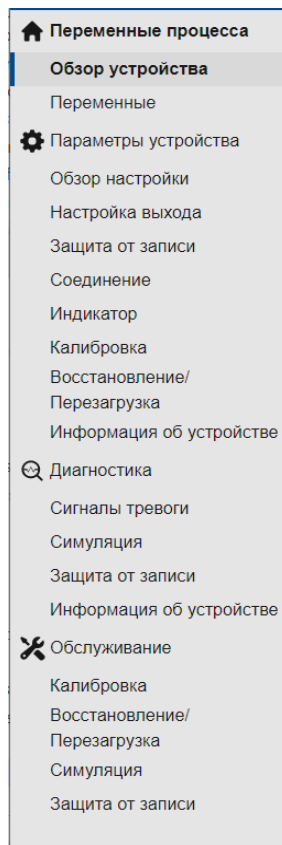 Переменные процесса
Обзор устройства
Переменные
Параметры устройства
Обзор настройки
Настройка выхода
Защита от записи
Соединение
Индикатор
Калибровка
Восстановление/
Перезагрузка
Информация об устройстве
Диагностика
Сигналы тревоги
Симуляция
Защита от записи
Информация об устройстве
Обслуживание
Калибровка
Восстановление/
Перезагрузка
Симуляция
Защита от записи